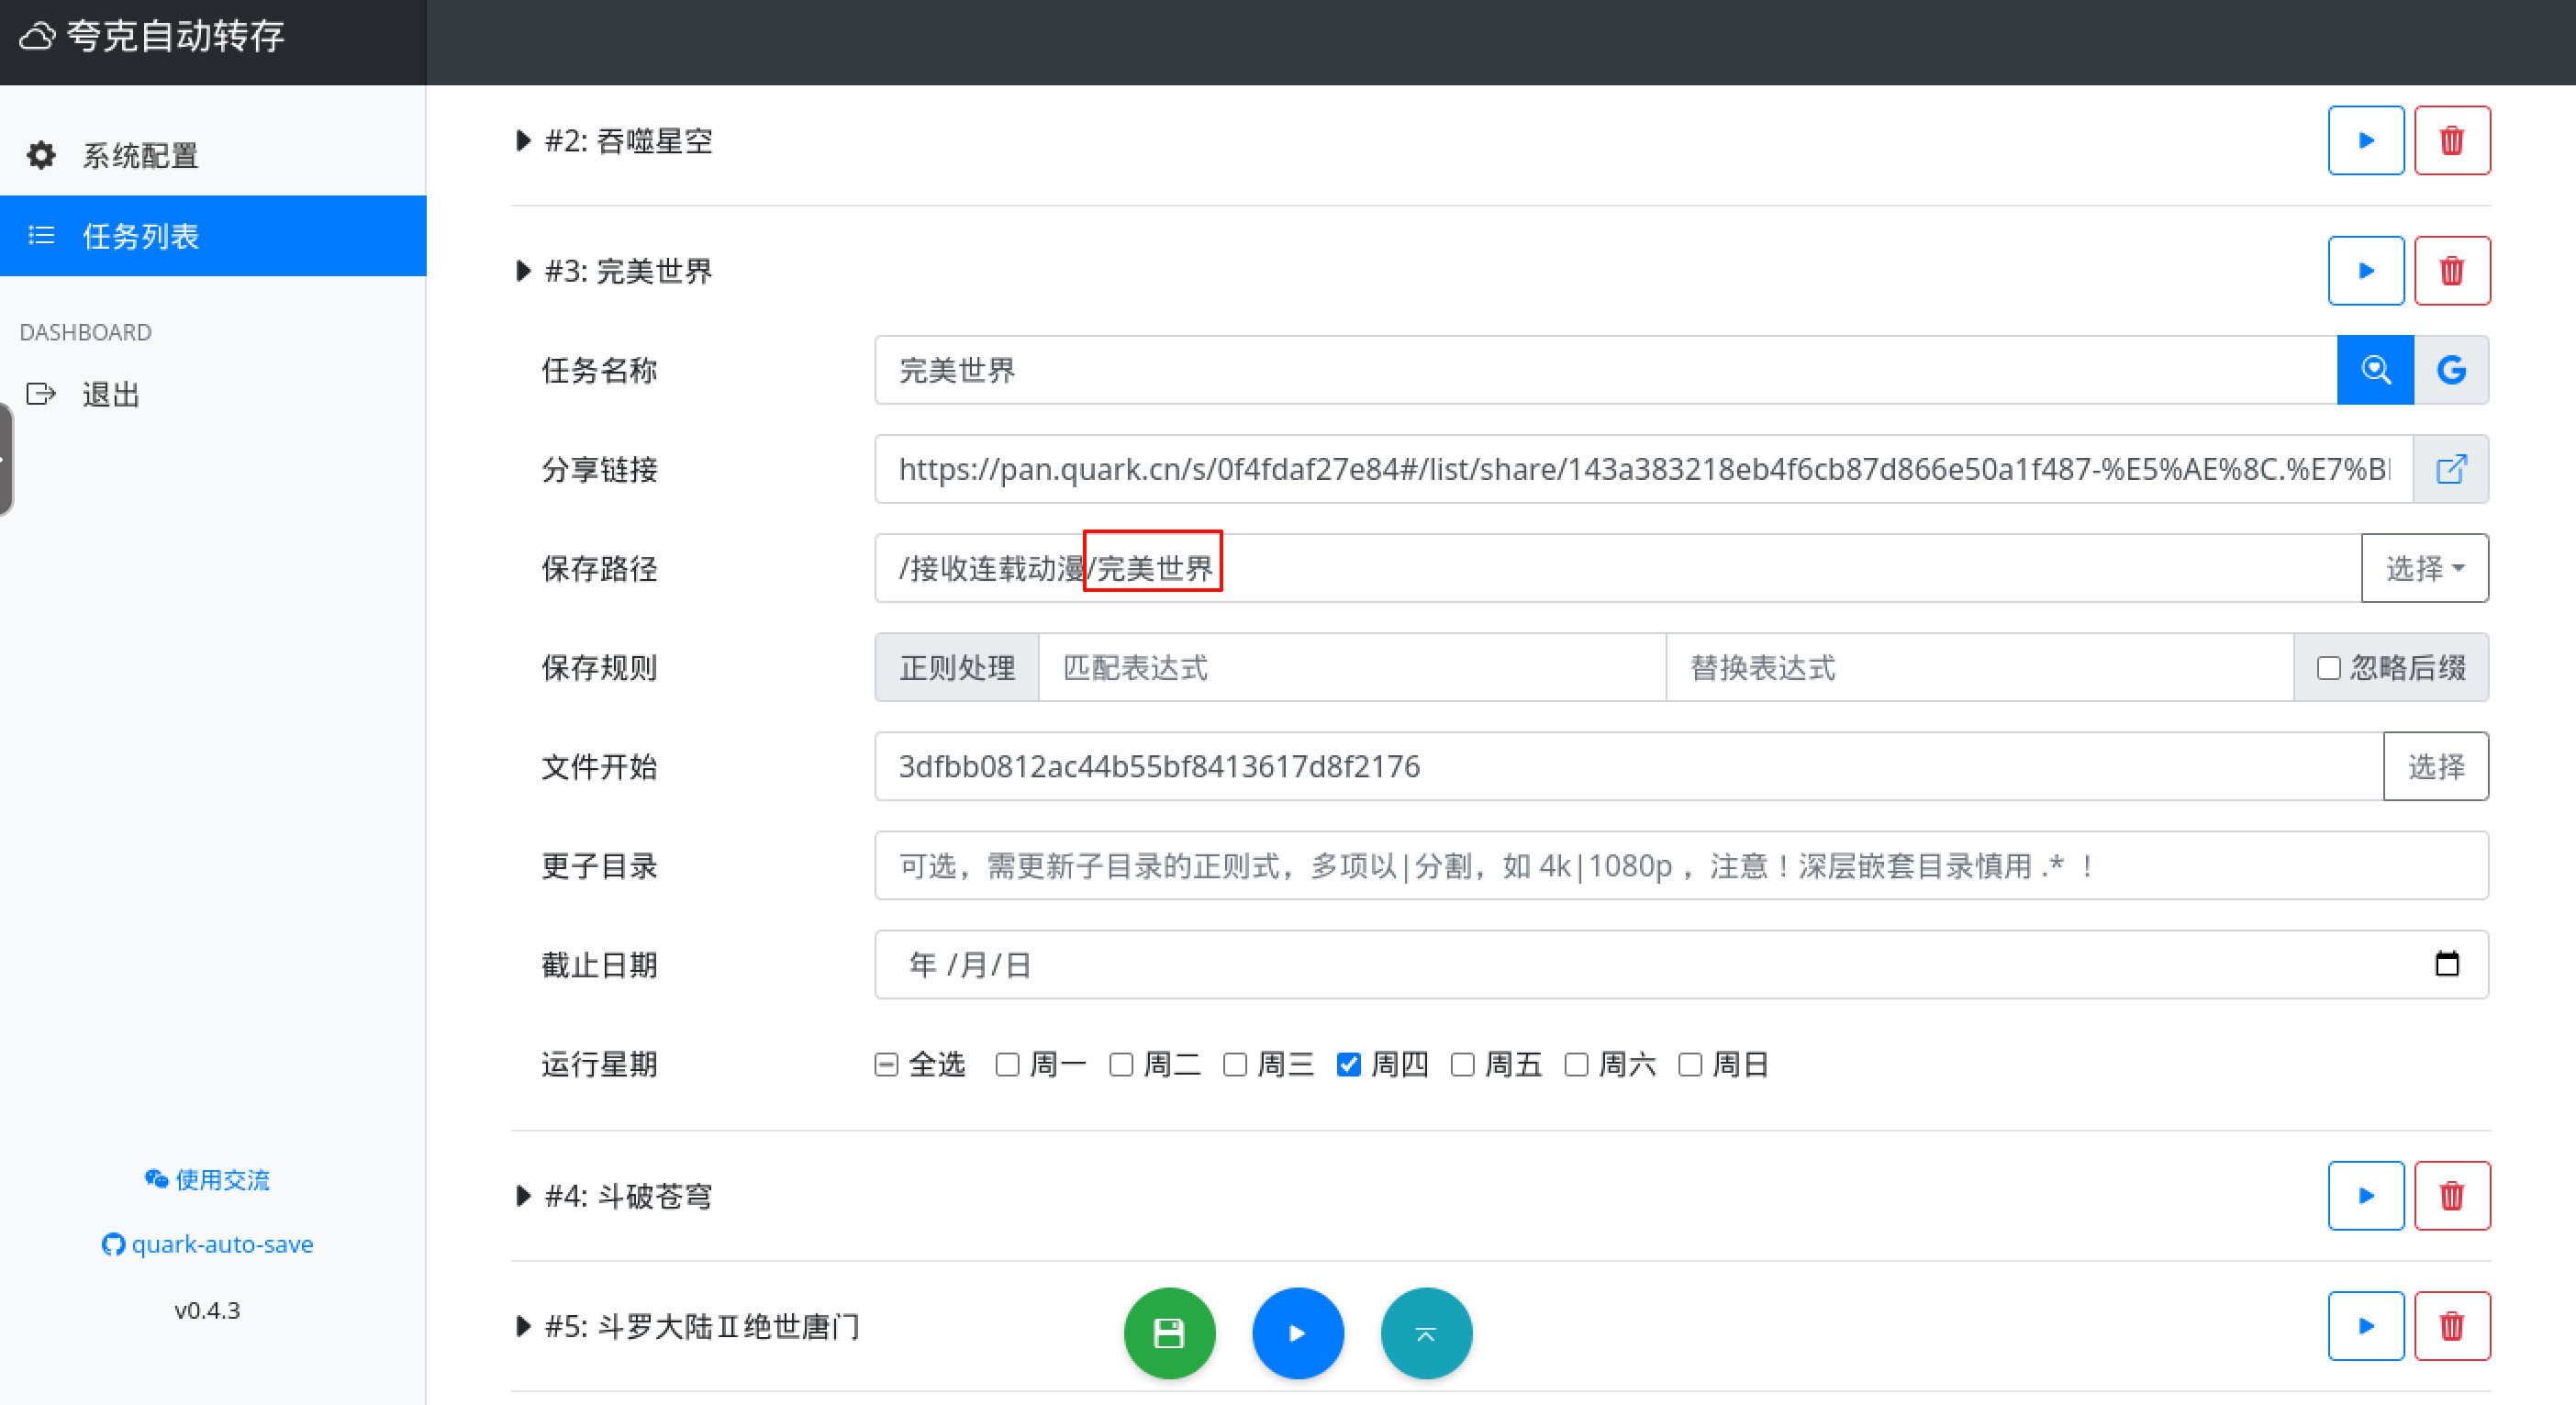 夸克自动转存
系统配置
任务列表
DASHBOARD
退出
使用交流
quark-auto-save
v0.4.3
#2: 吞噬星空
#3: 完美世界
任务名称 完美世界
分享链接 https://pan.quark.cn/s/0f4fdaf27e84#/list/share/143a383218eb4f6cb87d866e50a1f487-%E5%AE%8C.%E7%B
保存路径 /接收连载动漫/完美世界 选择
保存规则 正则处理 匹配表达式 替换表达式 忽略后缀
文件开始 3dfbb0812ac44b55bf8413617d8f2176 选择
更子目录 可选，需更新子目录的正则式，多项以|分割，如 4k|1080p ，注意！深层嵌套目录慎用 .* ！
截止日期 年 /月/日
运行星期 全选 周一 周二 周三 周四 周五 周六 周日
#4: 斗破苍穹
#5: 斗罗大陆Ⅱ绝世唐门